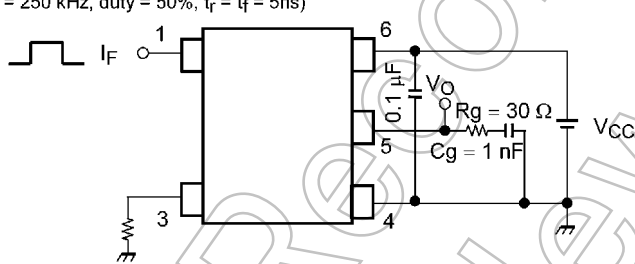 = 250 kHz, duty = 50%, tr = tf = 5ns)
1
6
IF
0.1 μF
VO
Rg = 30 Ω
VCC
5
Cg = 1 nF
3
4